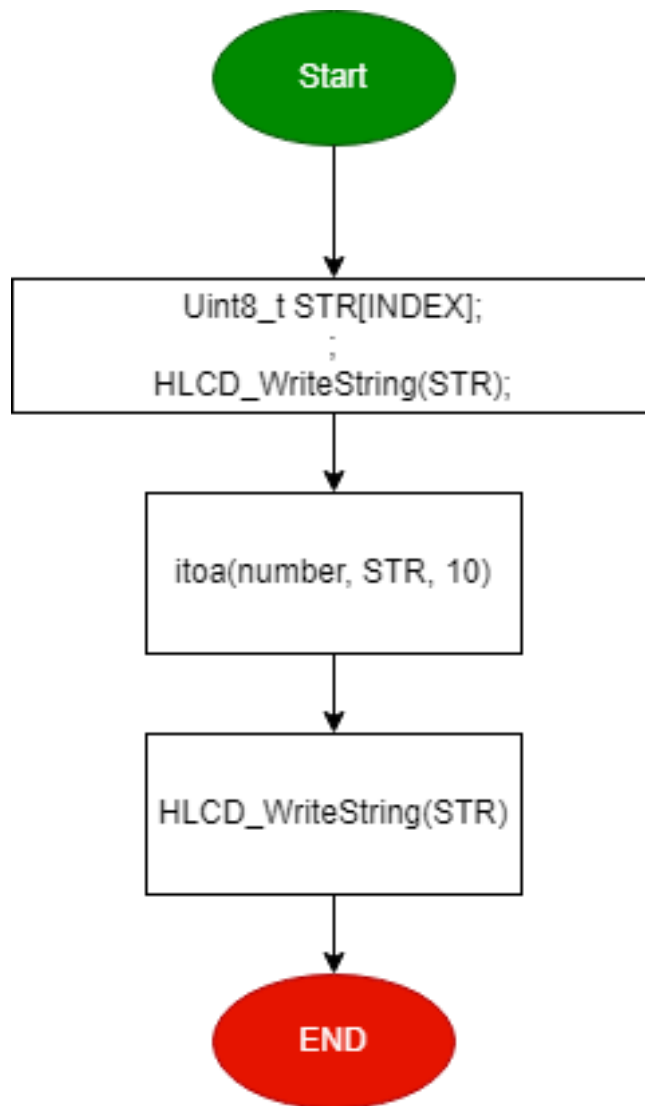 Start
Uint8_t STR[INDEX];
;
HLCD_WriteString(STR);
itoa(number, STR, 10)
HLCD_WriteString(STR)
END